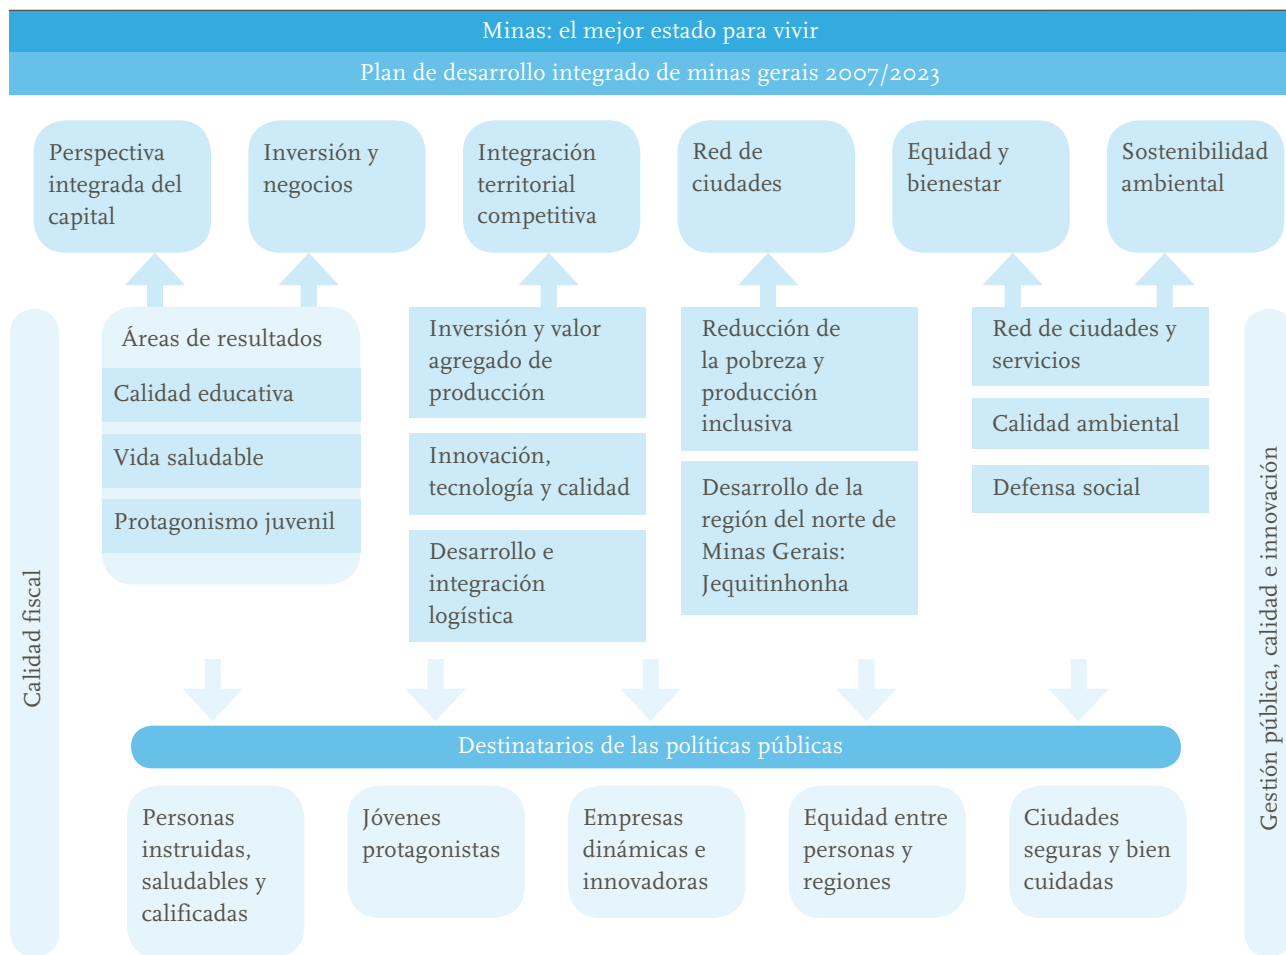 Minas: el mejor estado para vivir
Plan de desarrollo integrado de minas gerais 2007/2023
Perspectiva
integrada del
capital
Inversión y
negocios
Integración
territorial
competitiva
Red de
ciudades
Equidad y
bienestar
Sostenibilidad
ambiental
Calidad fiscal
Áreas de resultados
Calidad educativa
Vida saludable
Protagonismo juvenil
Inversión y valor
agregado de
producción
Innovación,
tecnología y calidad
Desarrollo e
integración
logística
Reducción de
la pobreza y
producción
inclusiva
Desarrollo de la
región del norte de
Minas Gerais:
Jequitinhonha
Red de ciudades y
servicios
Calidad ambiental
Defensa social
Gestión pública, calidad e innovación
Destinatarios de las políticas públicas
Personas
instruidas,
saludables y
calificadas
Jóvenes
protagonistas
Empresas
dinámicas e
innovadoras
Equidad entre
personas y
regiones
Ciudades
seguras y bien
cuidadas